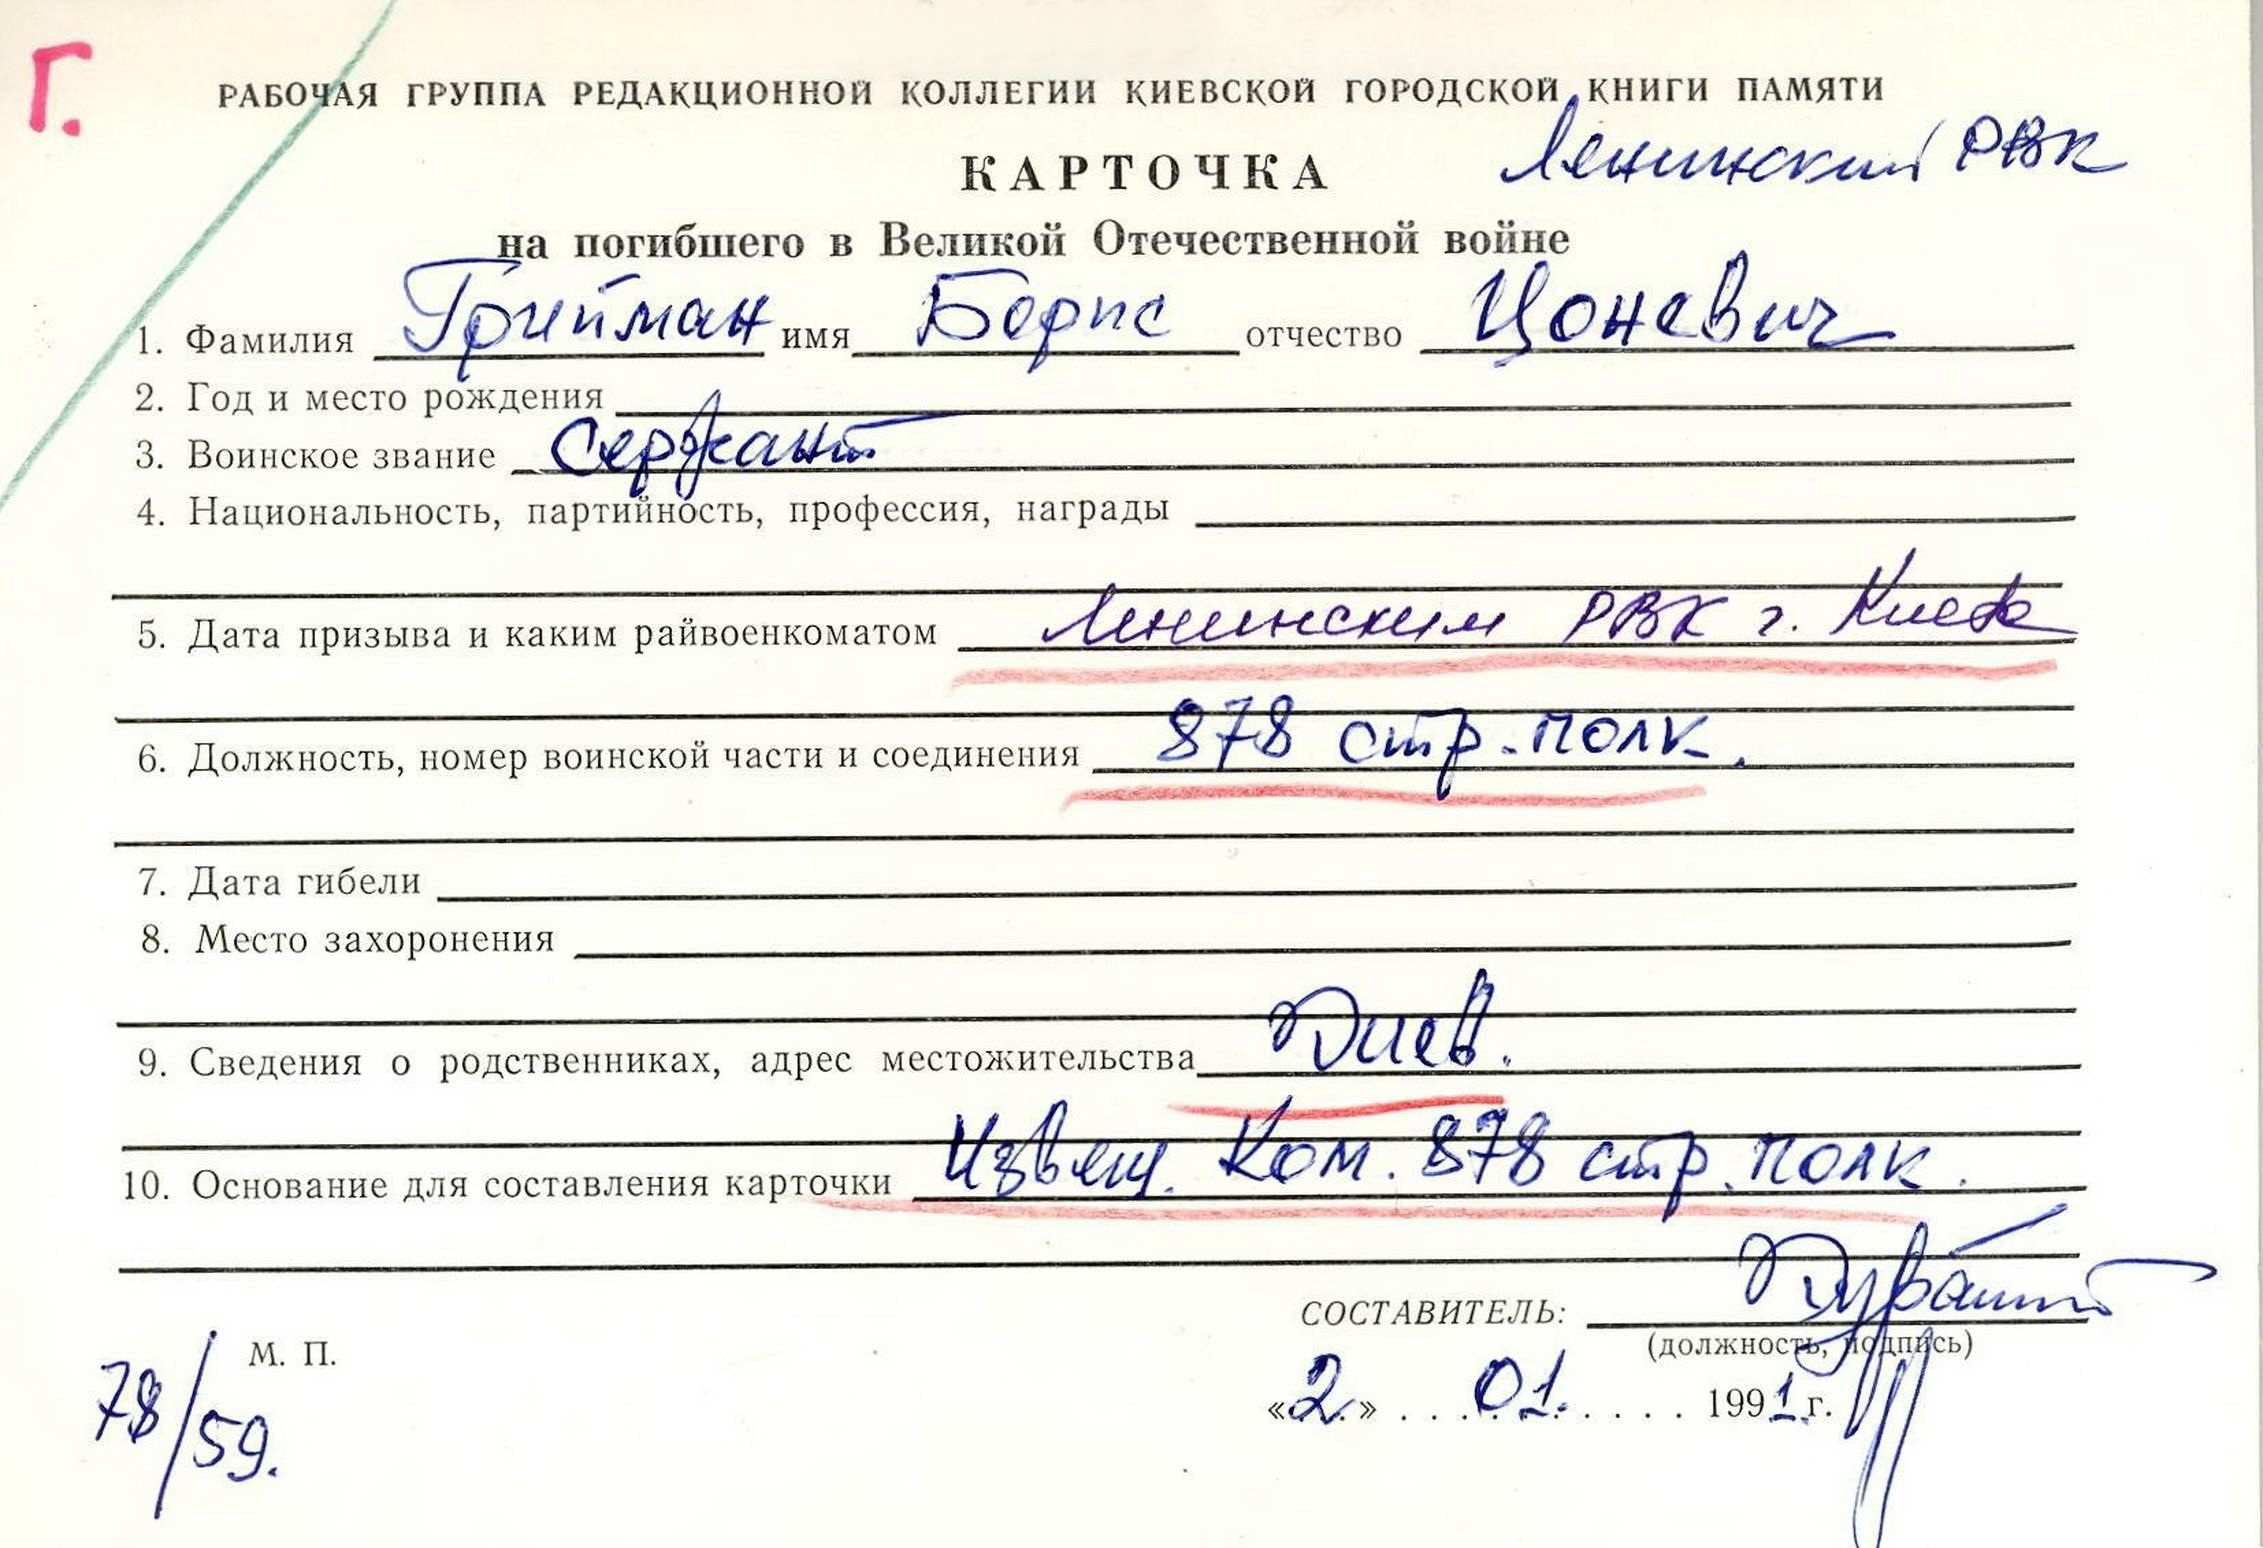 Г.
РАБОЧАЯ ГРУППА РЕДАКЦИОННОЙ КОЛЛЕГИИ КИЕВСКОЙ ГОРОДСКОЙ КНИГИ ПАМЯТИ
КАРТОЧКА Ленинский РВК
на погибшего в Великой Отечественной войне
1. Фамилия Грийман имя Борис отчество Цоневич
2. Год и место рождения
3. Воинское звание Сержант
4. Национальность, партийность, профессия, награды
5. Дата призыва и каким райвоенкоматом Ленинским РВК г. Киева
6. Должность, номер воинской части и соединения 878 стр. полк.
7. Дата гибели
8. Место захоронения
9. Сведения о родственниках, адрес местожительства
10. Основание для составления карточки Извещ. Ком. 878 стр. полк.
СОСТАВИТЕЛЬ:
(должность, подпись)
М. П.
«2» 01. 1991 г.
78/59.